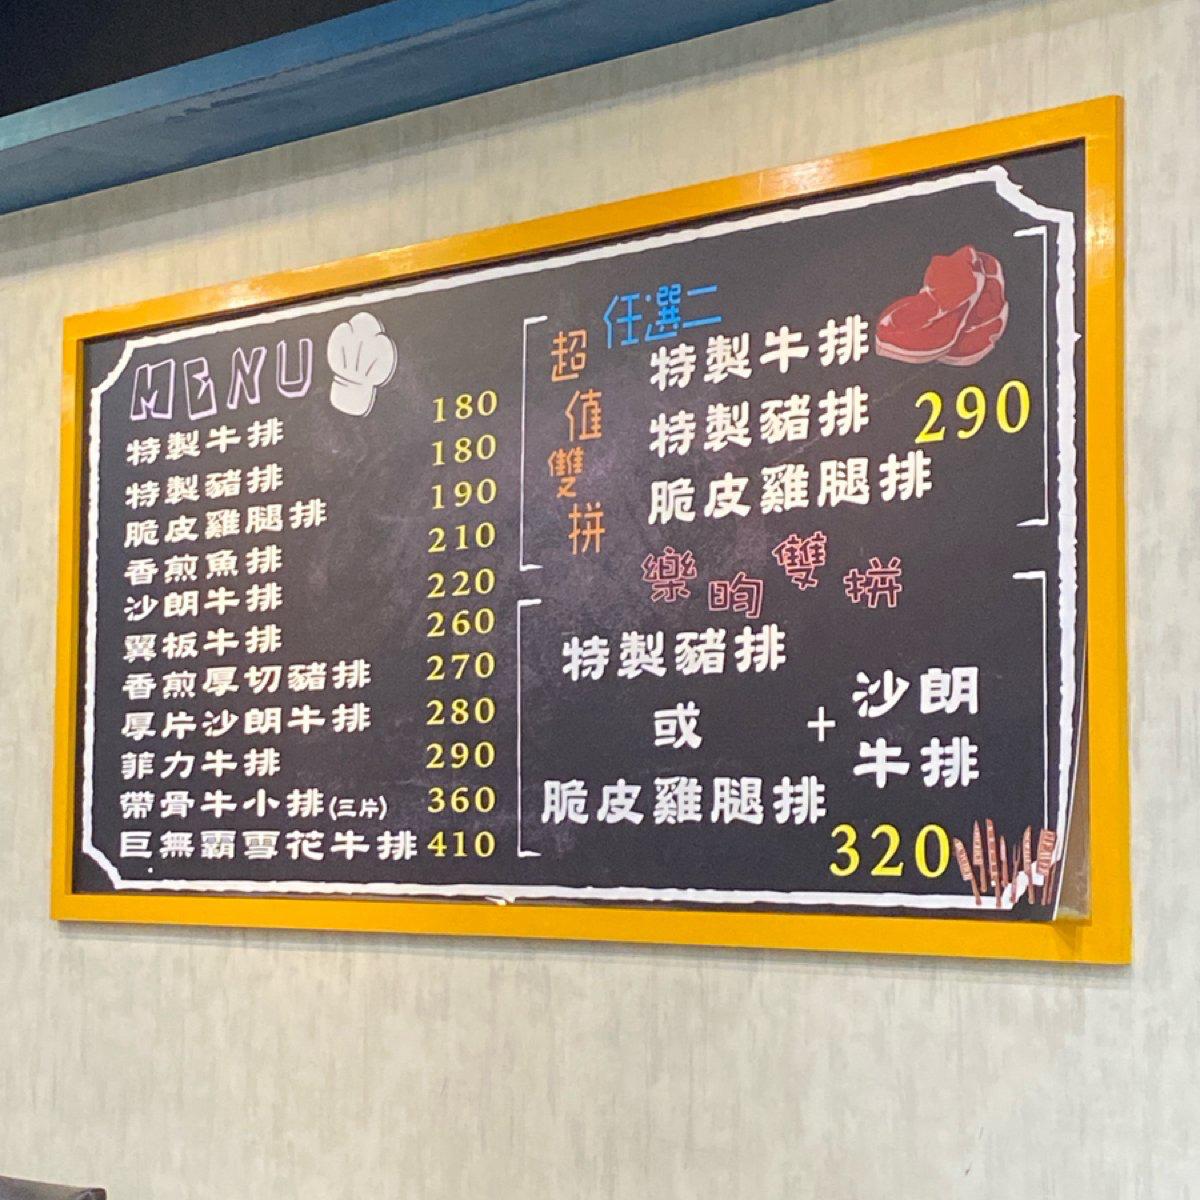 MENU
特製牛排 180
特製豬排 180
脆皮雞腿排 190
香煎魚排 210
沙朗牛排 220
翼板牛排 260
香煎厚切豬排 270
厚片沙朗牛排 280
菲力牛排 290
帶骨牛小排(三片) 360
巨無霸雪花牛排 410
超值雙拼
任選二
特製牛排
特製豬排 290
脆皮雞腿排
樂昀雙拼
特製豬排
或
脆皮雞腿排
+
沙朗
牛排
320